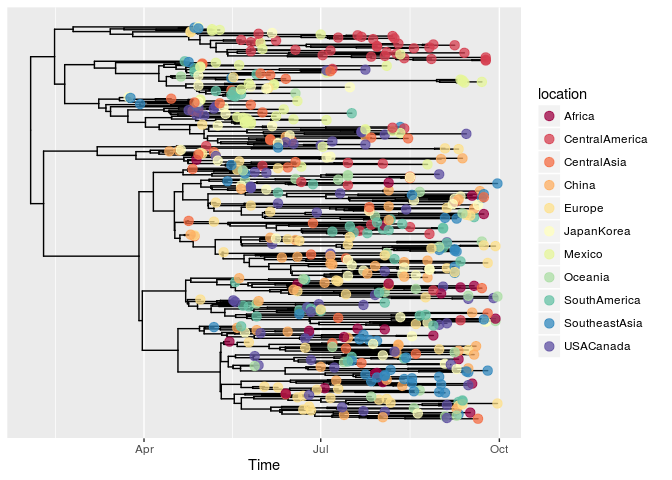 location
Africa
CentralAmerica
CentralAsia
China
Europe
JapanKorea
Mexico
Oceania
SouthAmerica
SoutheastAsia
USACanada
Apr
Jul
Oct
Time